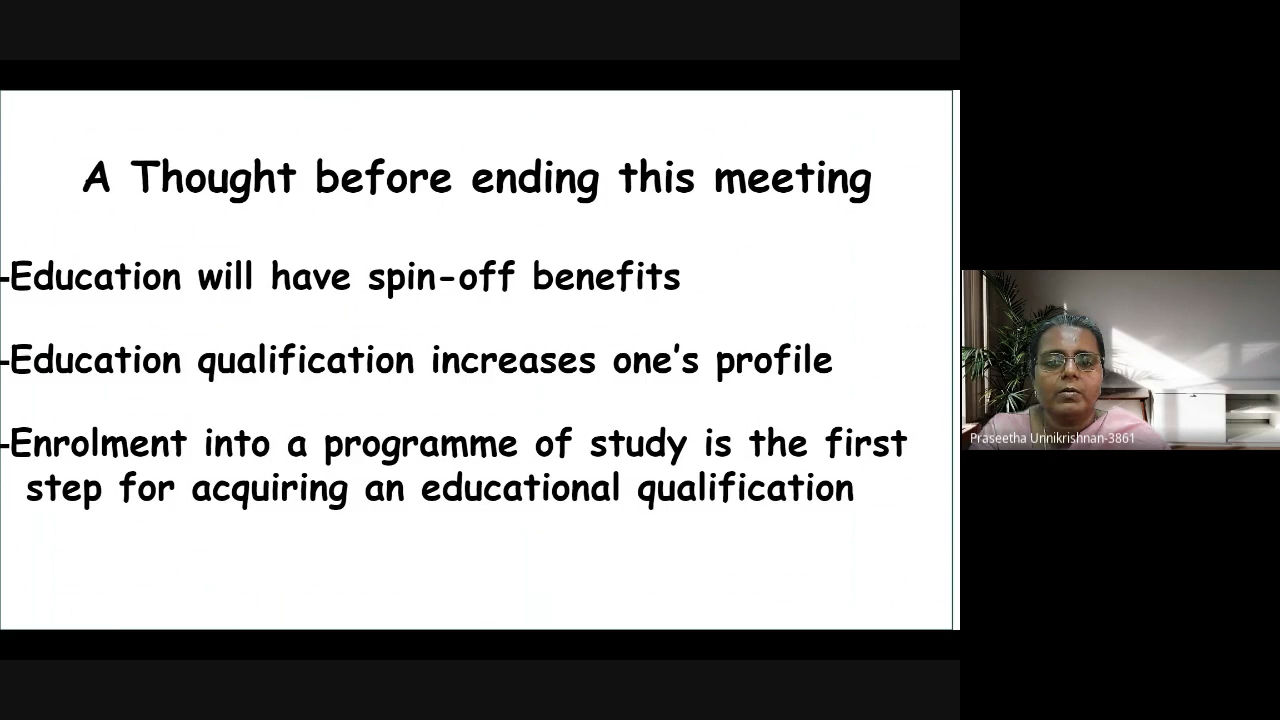 A Thought before ending this meeting
-Education will have spin-off benefits
-Education qualification increases one's profile
-Enrolment into a programme of study is the first
step for acquiring an educational qualification
Praseetha Unnikrishnan-3861